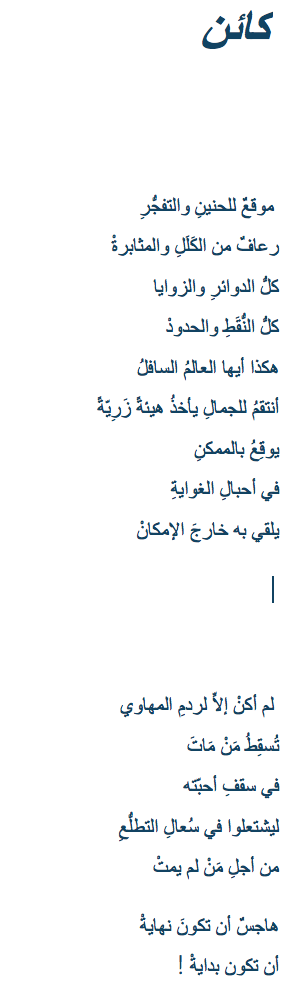 كائن
موقعٌ للحنينِ والتفجُّرِ
رعافٌ من الكَلَلِ والمثابرةْ
كلُّ الدوائرِ والزوايا
كلُّ النُّقَطِ والحدودْ
هكذا أيها العالمُ السافلُ
أنتقمُ للجمالِ يأخذُ هيئةً زَرِيّةً
يوقِعُ بالممكنِ
في أحبالِ الغوايةِ
يلقي به خارجَ الإمكانْ
|
لم أكنْ إلاَّ لردمِ المهاوي
تُسقِطُ مَنْ مَاتَ
في سقفِ أحبّته
ليشتعلوا في سُعالِ التطلُّعِ
من أجلِ مَنْ لم يمتْ
هاجسٌ أن تكونَ نهايةْ
أن تكون بدايةْ !